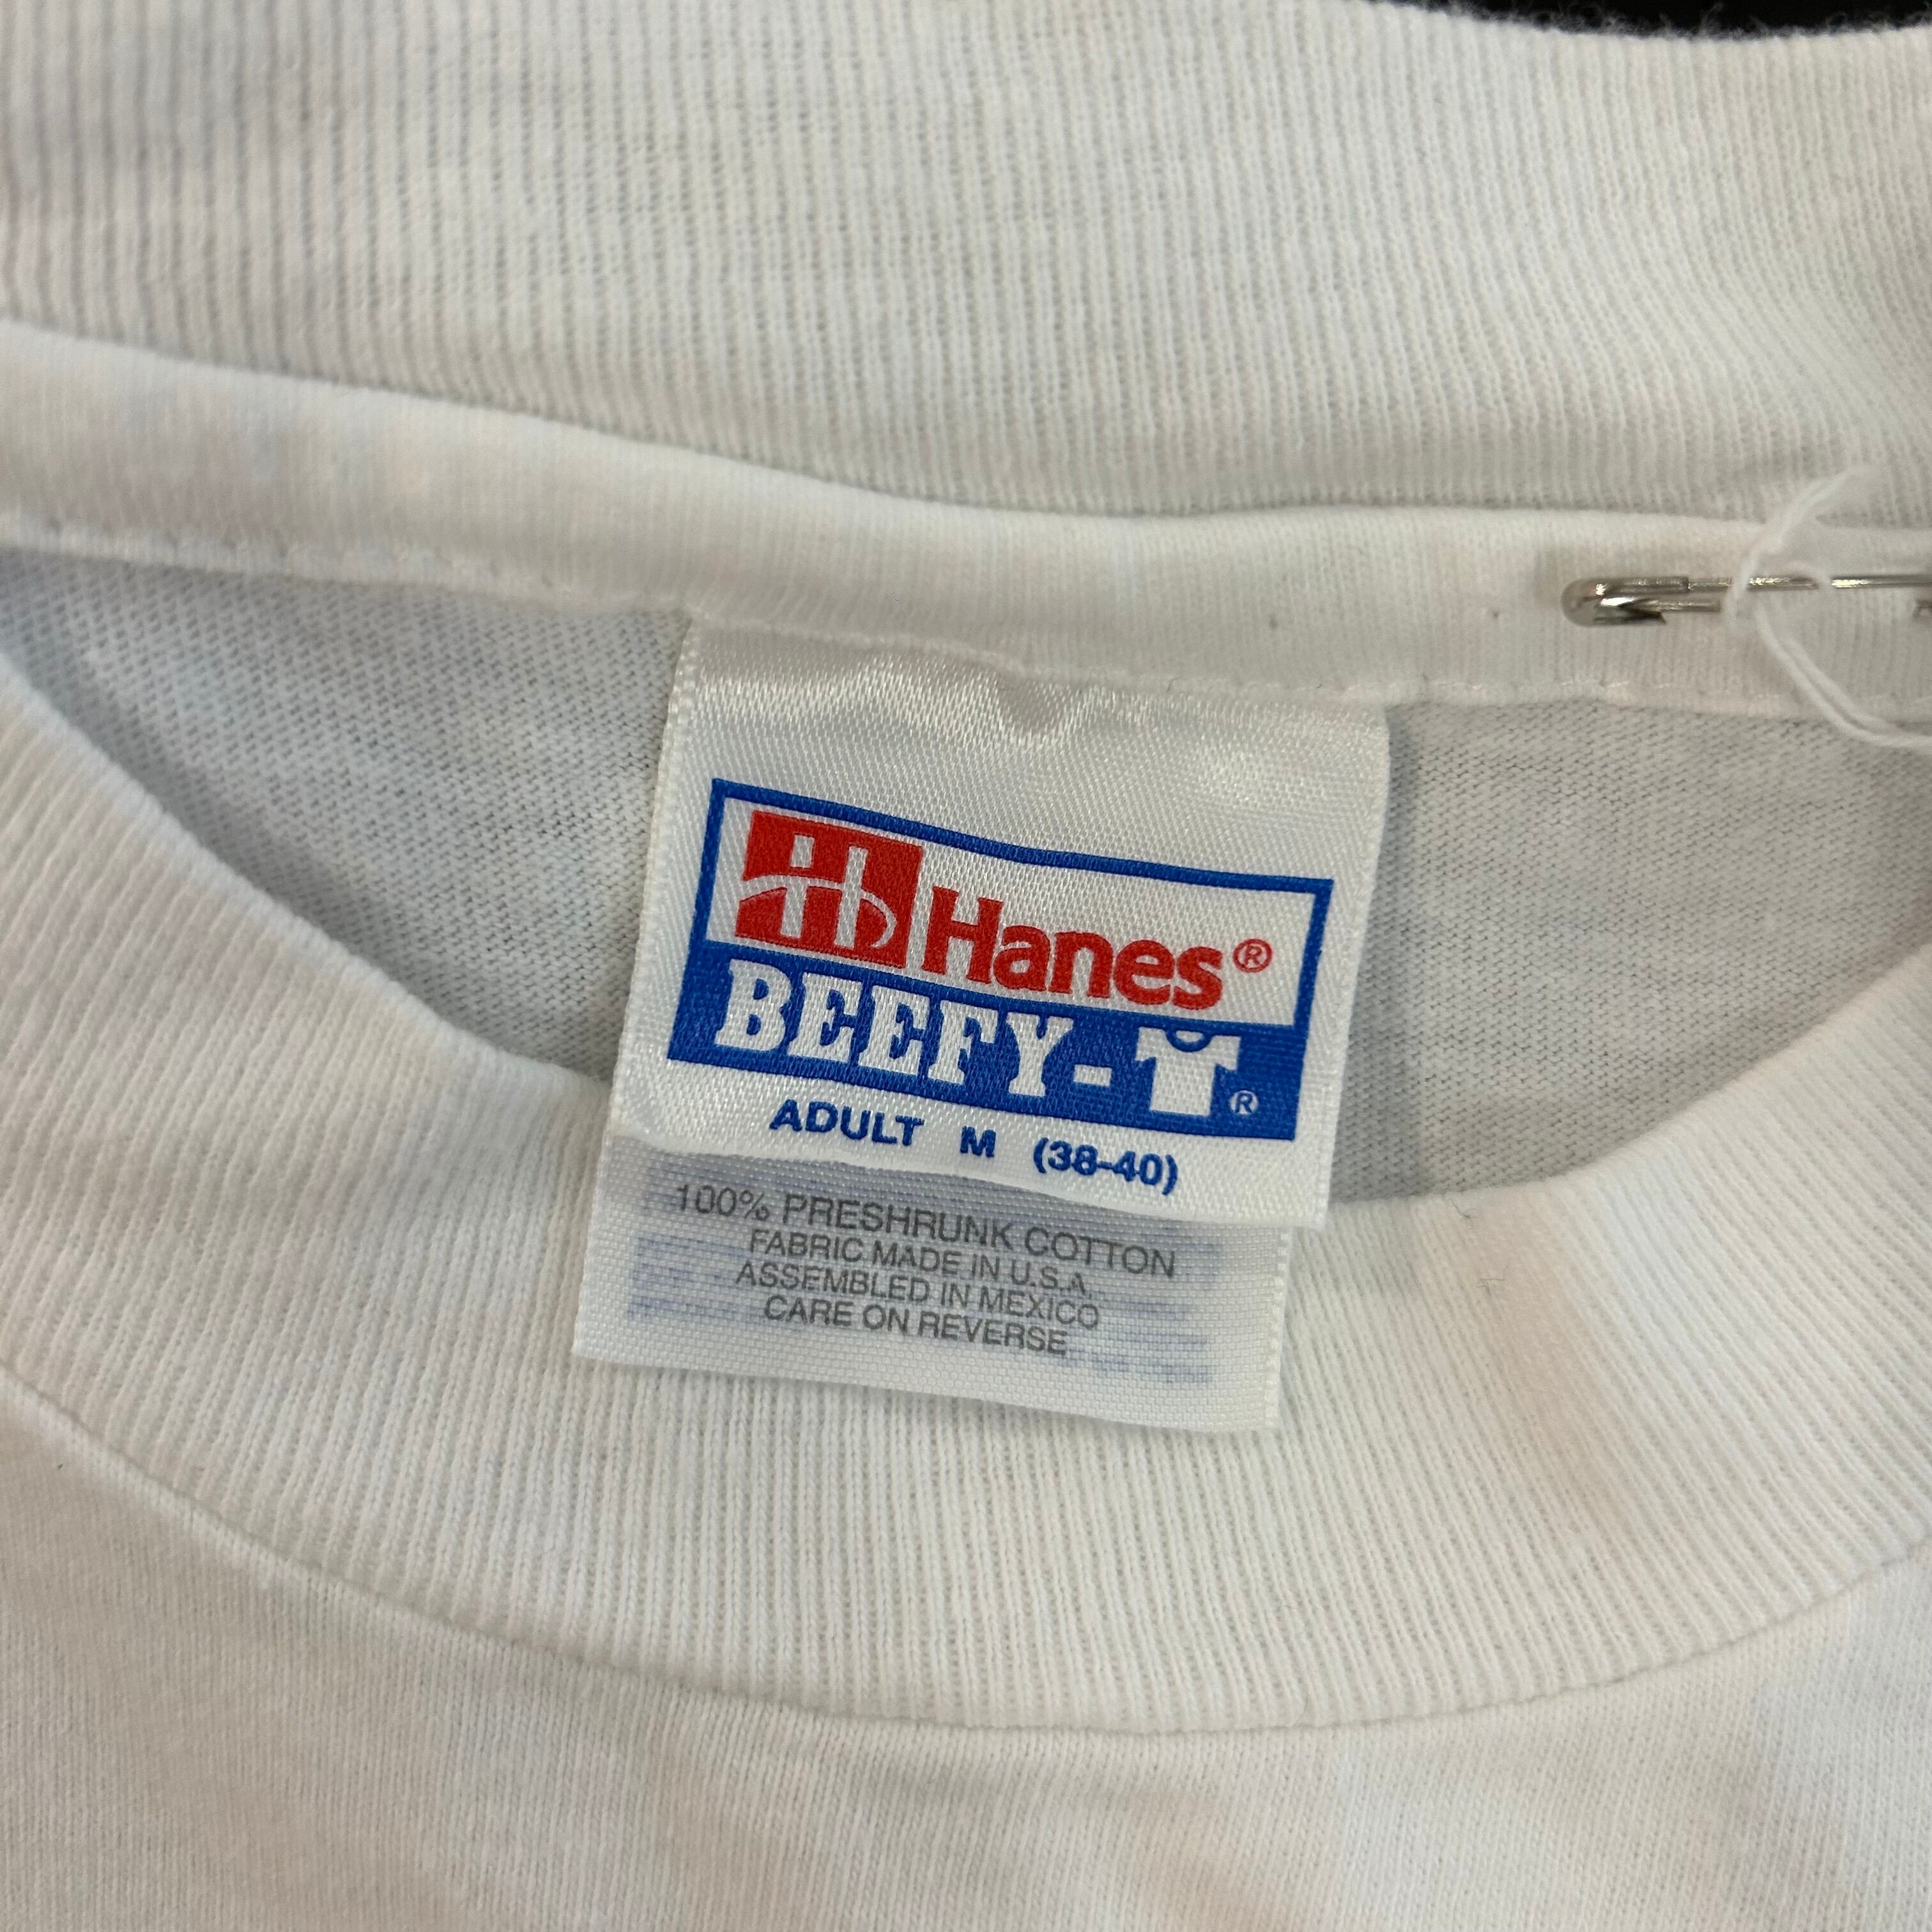 Hanes®
BEEFY-T®
ADULT M (38-40)
100% PRESHRUNK COTTON
FABRIC MADE IN U.S.A.
ASSEMBLED IN MEXICO
CARE ON REVERSE